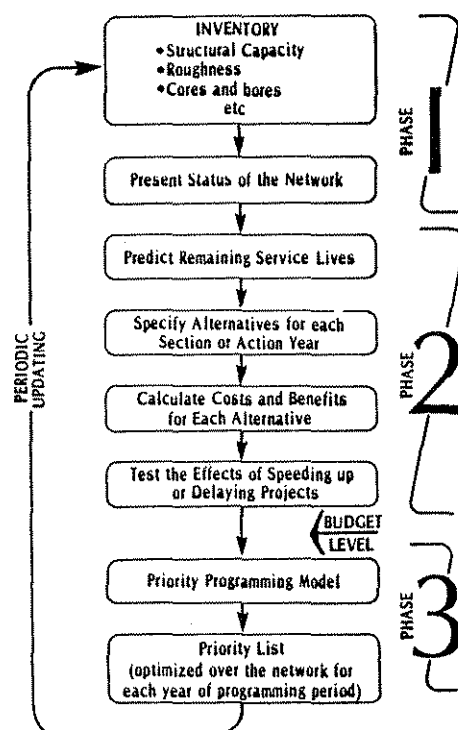 INVENTORY
•Structural Capacity
•Roughness
•Cores and bores
etc
Present Status of the Network
PHASE
1
Predict Remaining Service Lives
Specify Alternatives for each
Section or Action Year
Calculate Costs and Benefits
for Each Alternative
Test the Effects of Speeding up
or Delaying Projects
PHASE
2
BUDGET
LEVEL
Priority Programming Model
Priority List
(optimized over the network for
each year of programming period)
PHASE
3
PERIODIC
UPDATING